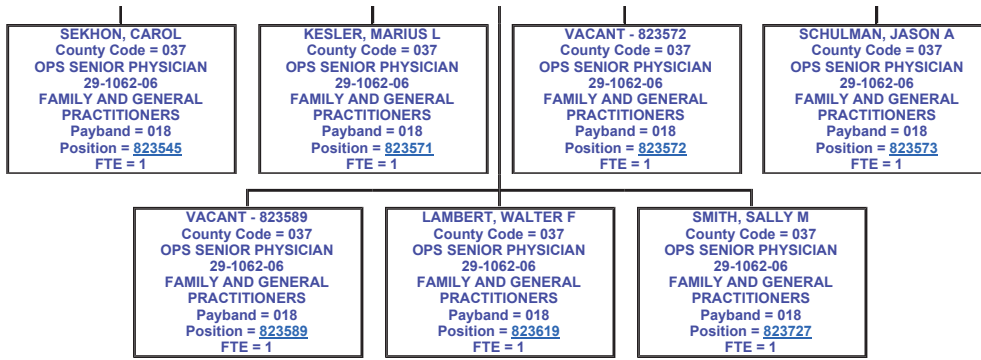 SEKHON, CAROL
County Code = 037
OPS SENIOR PHYSICIAN
29-1062-06
FAMILY AND GENERAL
PRACTITIONERS
Payband = 018
Position = 823545
FTE = 1
KESLER, MARIUS L
County Code = 037
OPS SENIOR PHYSICIAN
29-1062-06
FAMILY AND GENERAL
PRACTITIONERS
Payband = 018
Position = 823571
FTE = 1
VACANT - 823572
County Code = 037
OPS SENIOR PHYSICIAN
29-1062-06
FAMILY AND GENERAL
PRACTITIONERS
Payband = 018
Position = 823572
FTE = 1
SCHULMAN, JASON A
County Code = 037
OPS SENIOR PHYSICIAN
29-1062-06
FAMILY AND GENERAL
PRACTITIONERS
Payband = 018
Position = 823573
FTE = 1
VACANT - 823589
County Code = 037
OPS SENIOR PHYSICIAN
29-1062-06
FAMILY AND GENERAL
PRACTITIONERS
Payband = 018
Position = 823589
FTE = 1
LAMBERT, WALTER F
County Code = 037
OPS SENIOR PHYSICIAN
29-1062-06
FAMILY AND GENERAL
PRACTITIONERS
Payband = 018
Position = 823619
FTE = 1
SMITH, SALLY M
County Code = 037
OPS SENIOR PHYSICIAN
29-1062-06
FAMILY AND GENERAL
PRACTITIONERS
Payband = 018
Position = 823727
FTE = 1